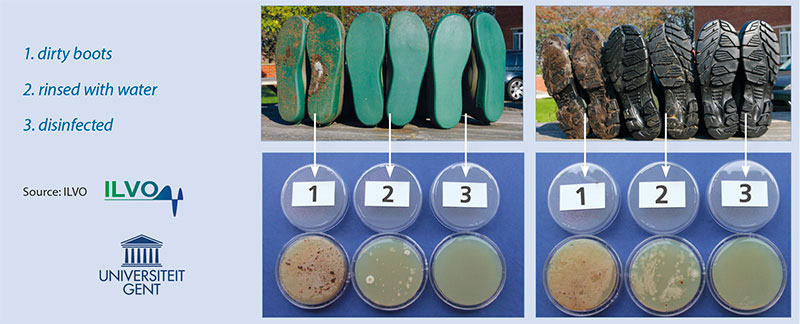 1. dirty boots
2. rinsed with water
3. disinfected
Source: ILVO
ILVO
UNIVERSITEIT
GENT
1
2
3
1
2
3